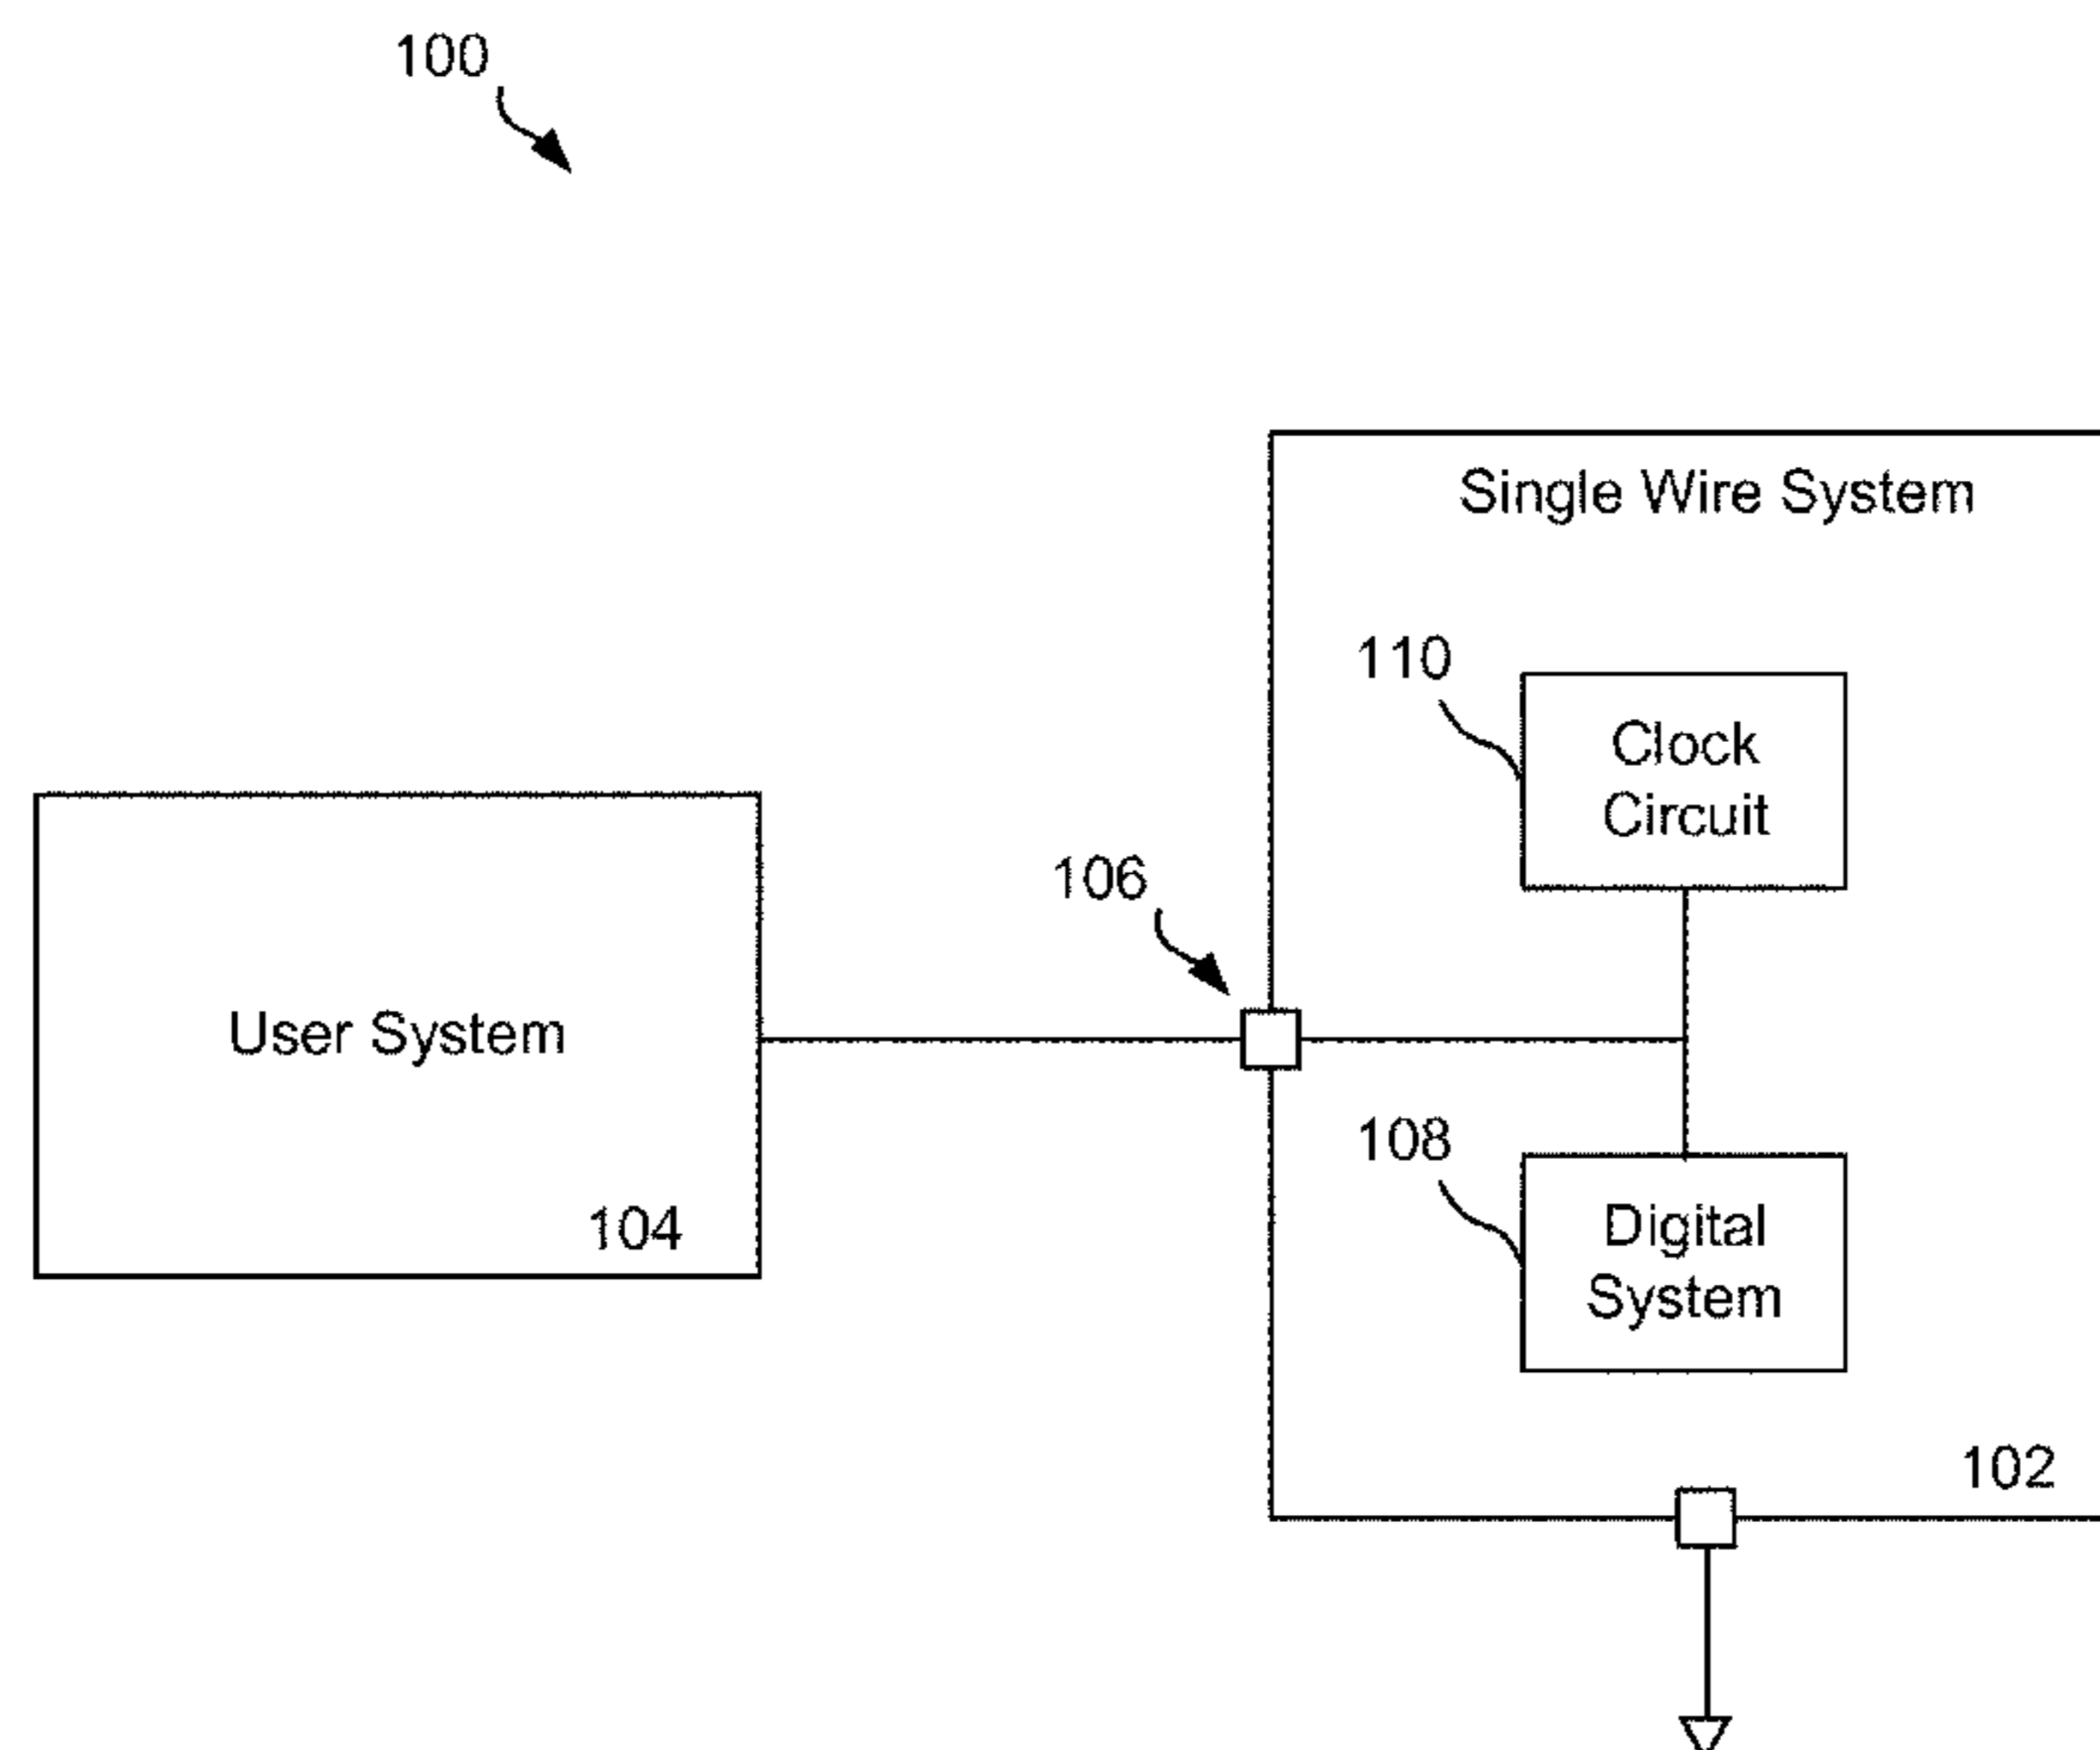 100
Single Wire System
110
Clock
Circuit
106
User System
108
Digital
System
104
102